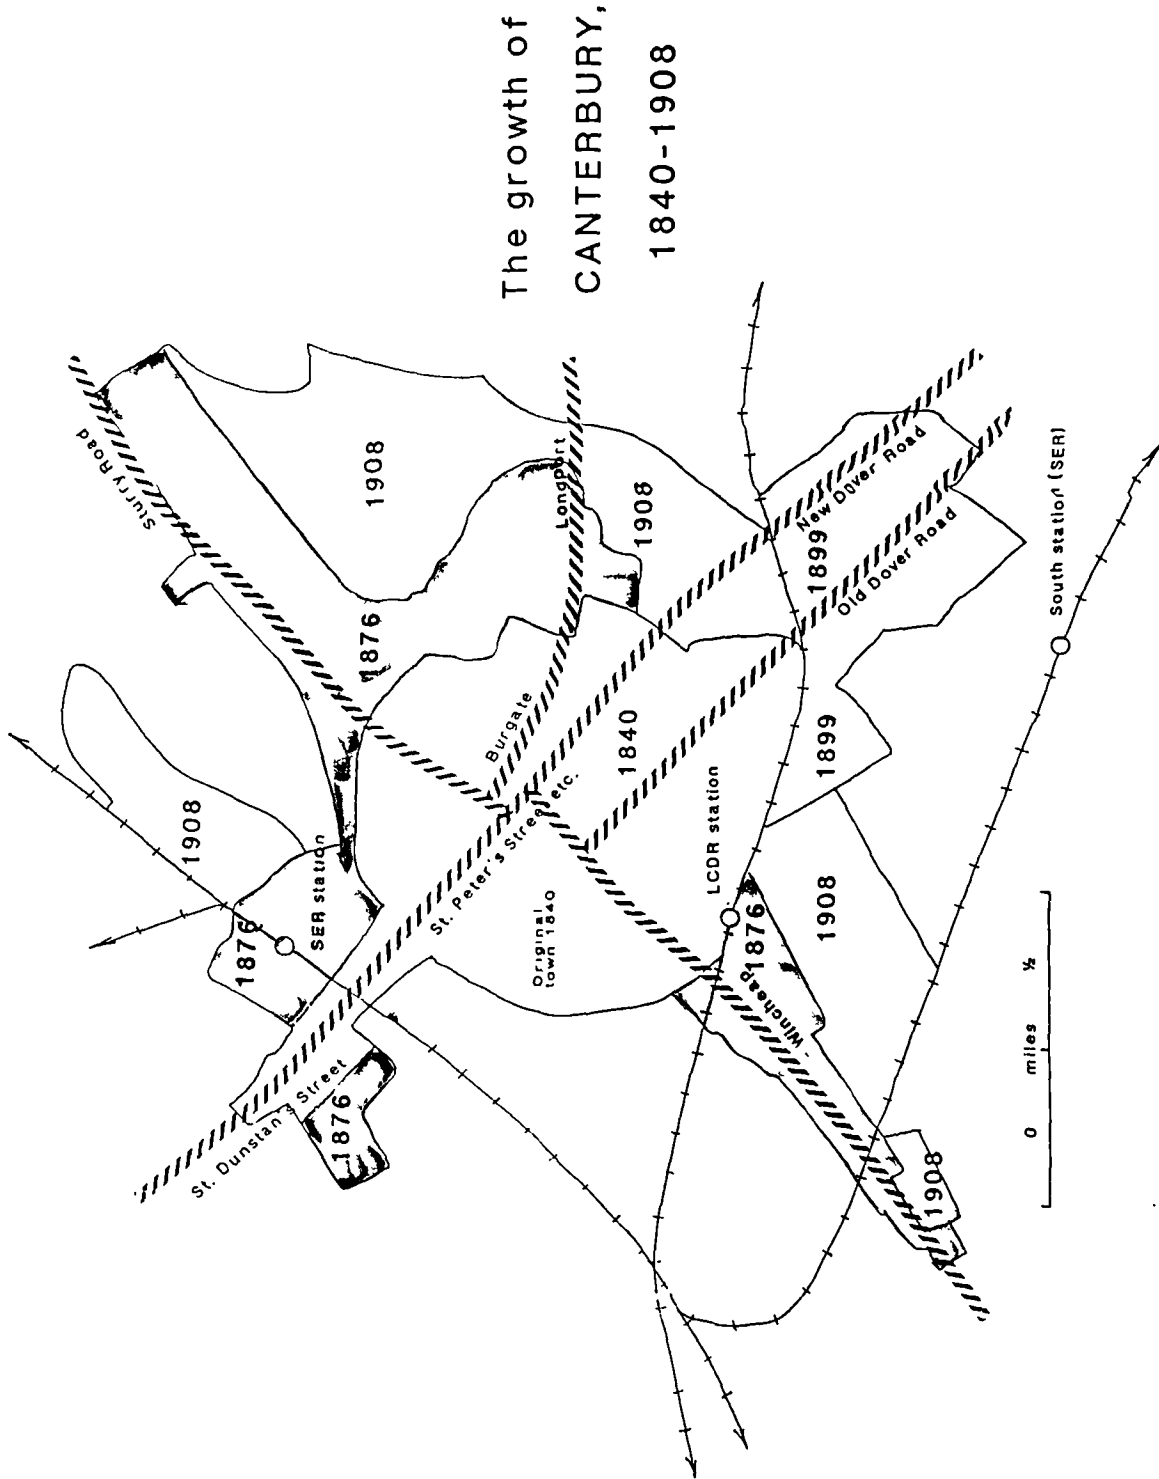 The growth of
CANTERBURY,
1840-1908
Sturry Road
1908
1908
Longport
1908
New Dover Road
1899
Old Dover Road
South station (SER)
1876
Burgate
1840
St. Peter's Street etc.
LCDR station
1899
SER station
1876
Original
town 1840
1876
1908
Wincheap
St. Dunstan's Street
1876
1908
0 miles ½